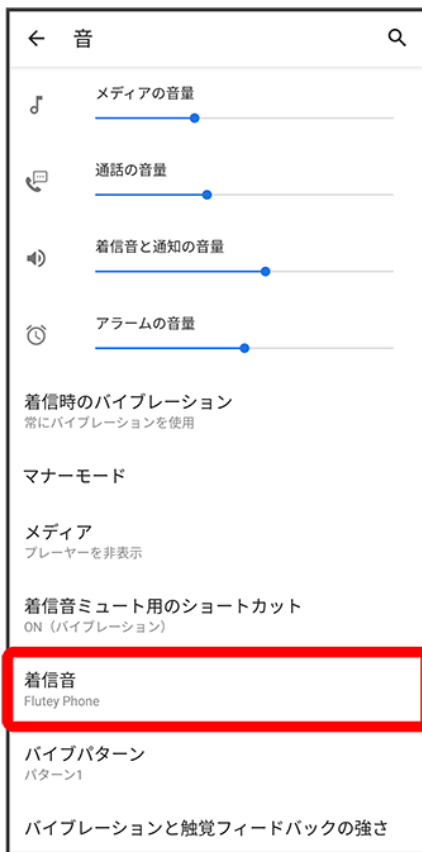 音
メディアの音量
通話の音量
着信音と通知の音量
アラームの音量
着信時のバイブレーション
常にバイブレーションを使用
マナーモード
メディア
プレーヤーを非表示
着信音ミュート用のショートカット
ON（バイブレーション）
着信音
Flutey Phone
バイブパターン
パターン1
バイブレーションと触覚フィードバックの強さ